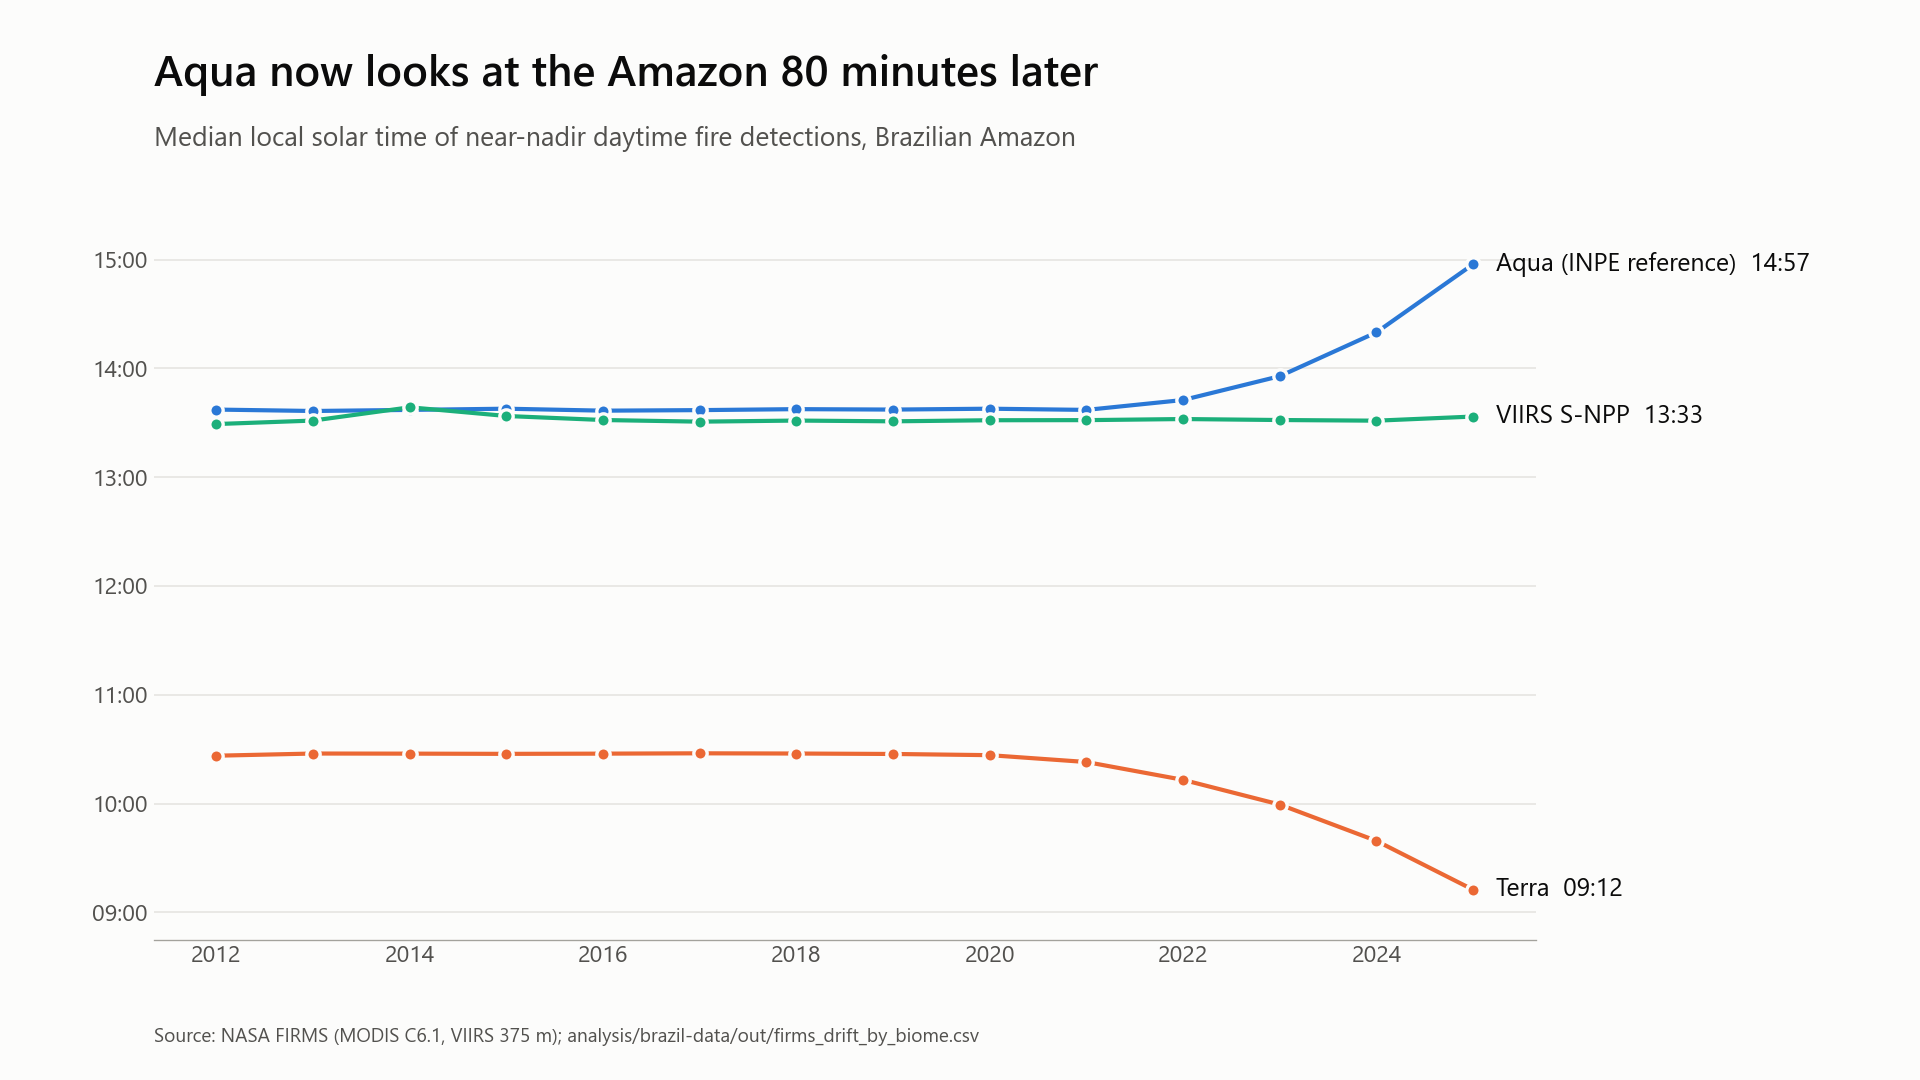 Aqua now looks at the Amazon 80 minutes later
Median local solar time of near-nadir daytime fire detections, Brazilian Amazon
15:00
Aqua (INPE reference) 14:57
14:00
VIIRS S-NPP 13:33
13:00
12:00
11:00
10:00
Terra 09:12
09:00
2012 2014 2016 2018 2020 2022 2024
Source: NASA FIRMS (MODIS C6.1, VIIRS 375 m); analysis/brazil-data/out/firms_drift_by_biome.csv